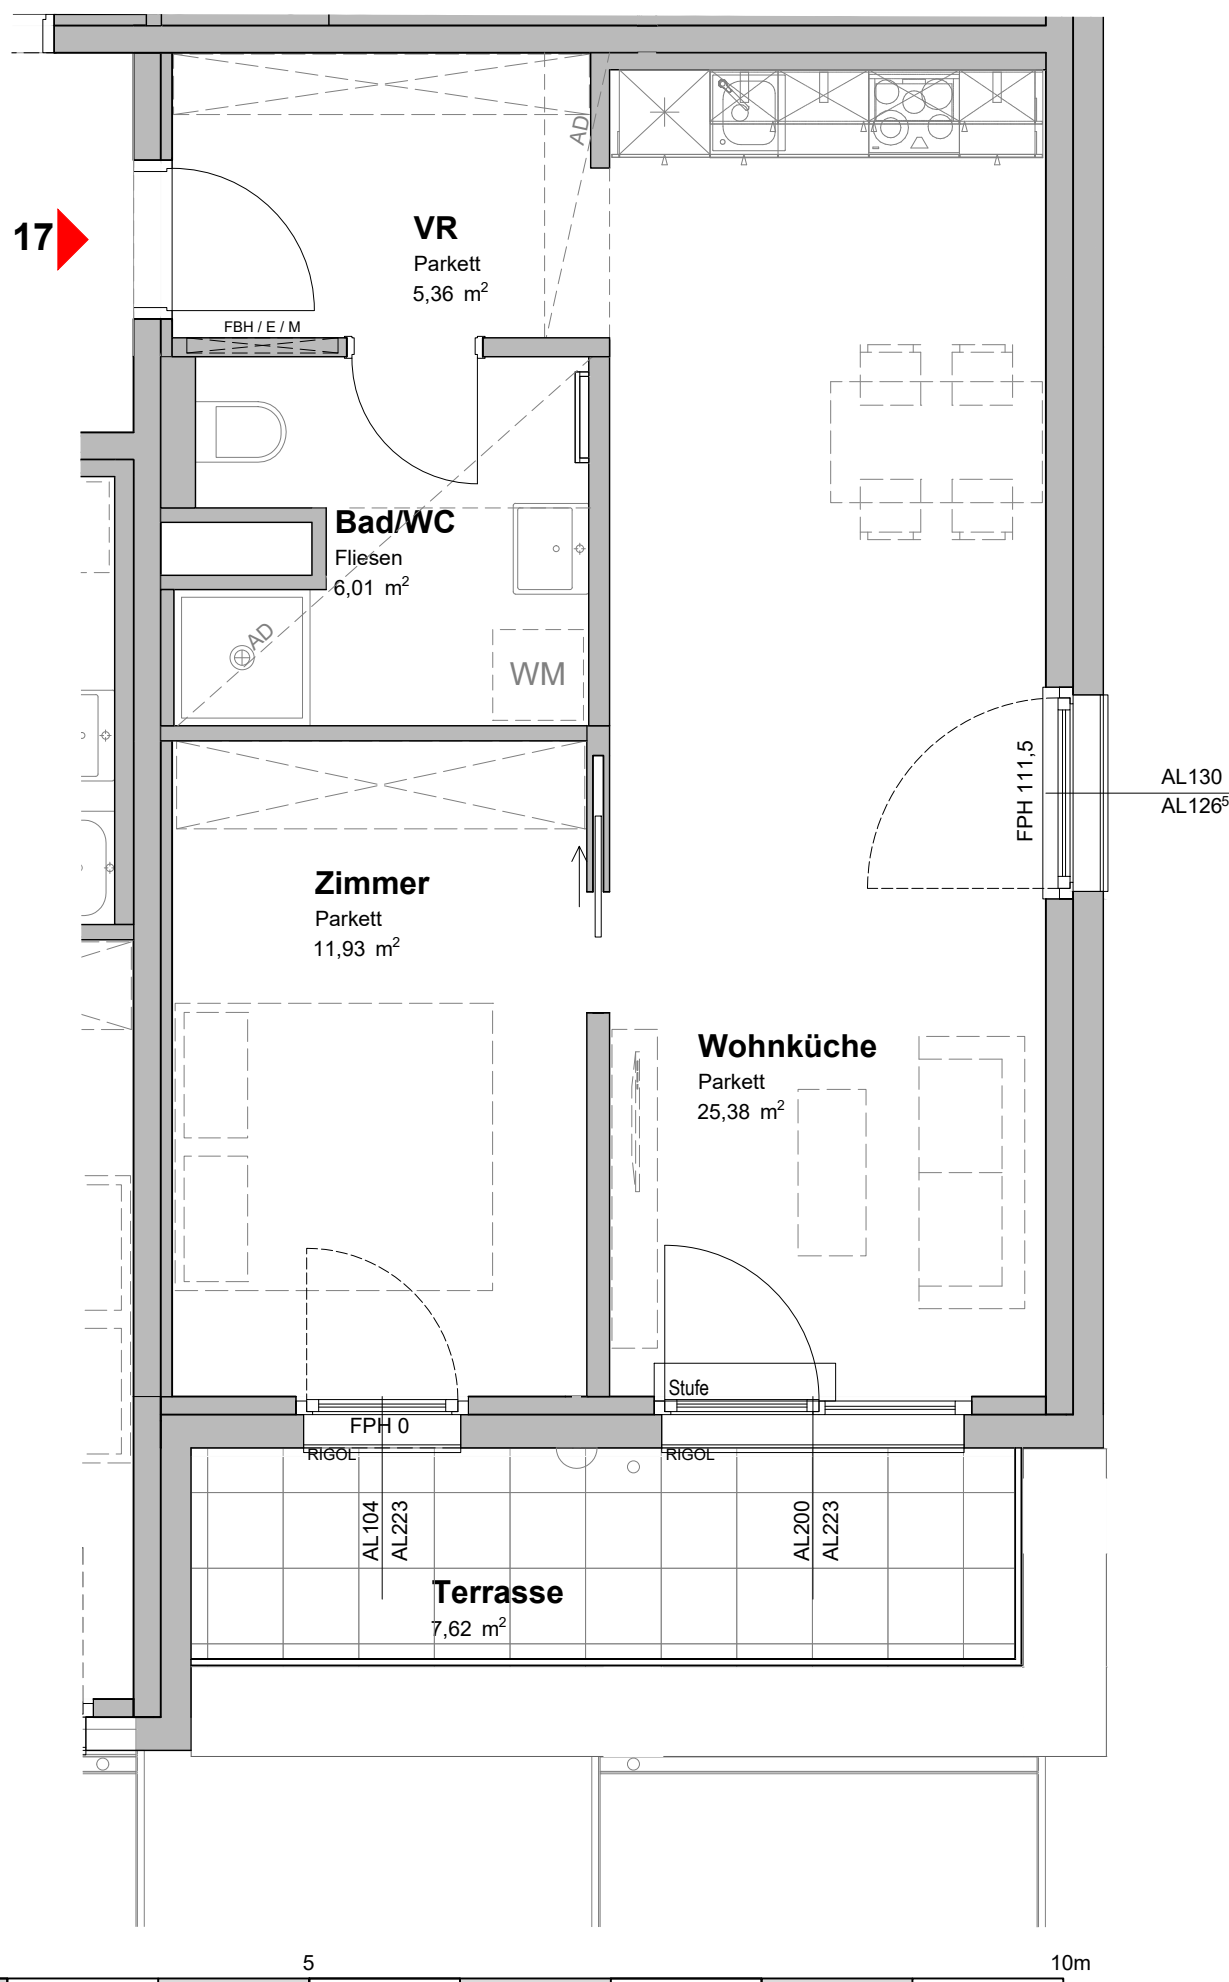 AD
17
VR
Parkett
5,36 m²
FBH / E / M
Bad/WC
Fliesen
6,01 m²
AD
WM
FPH 111,5
AL130
AL126⁵
Zimmer
Parkett
11,93 m²
Wohnküche
Parkett
25,38 m²
Stufe
FPH 0
RIGOL
RIGOL
AL104
AL223
AL200
AL223
Terrasse
7,62 m²
5
10m